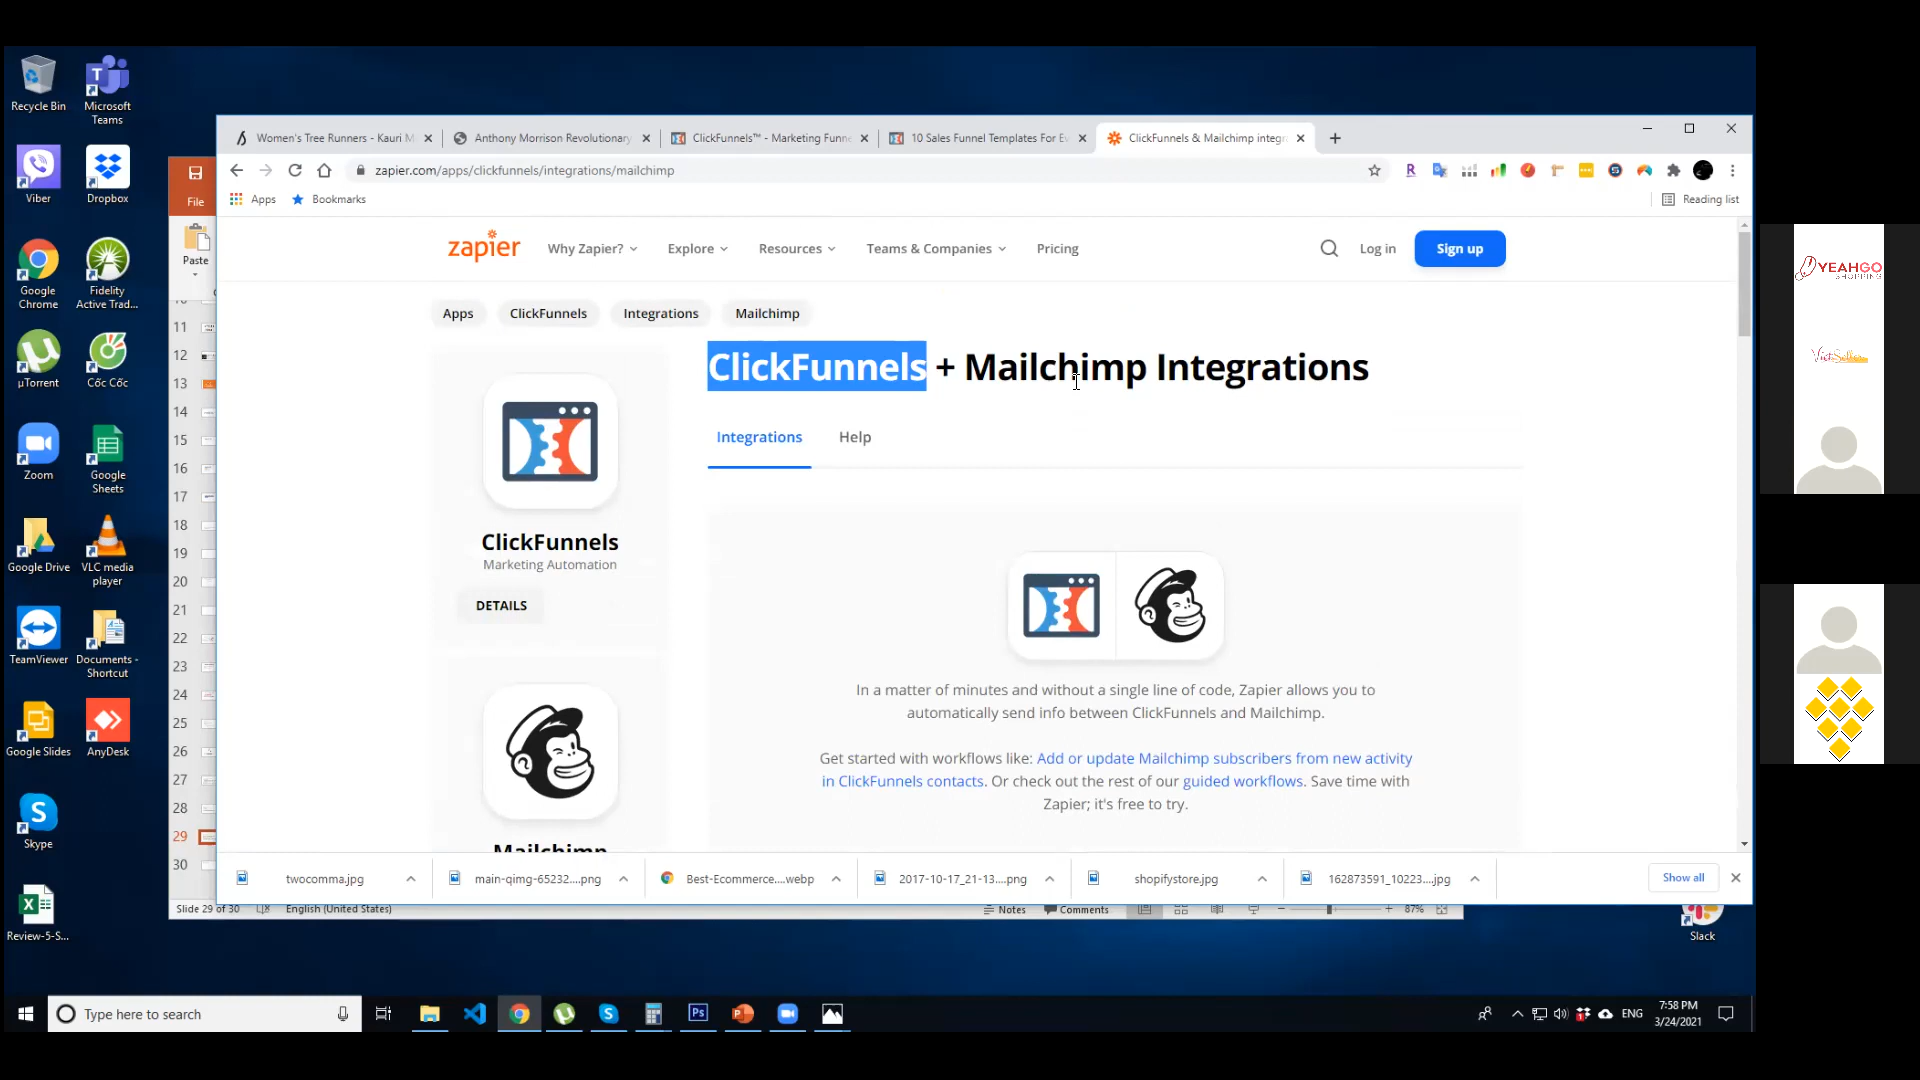 Recycle Bin
Microsoft Teams
Viber
Dropbox
Google Chrome
Fidelity Active Trad...
µTorrent
Cốc Cốc
Zoom
Google Sheets
Google Drive
VLC media player
TeamViewer
Documents - Shortcut
Google Slides
AnyDesk
Skype
Review-5-S...
Slack
File
Paste
11
12
13
14
15
16
17
18
19
20
21
22
23
24
25
26
27
28
29
30
Women's Tree Runners - Kauri M
Anthony Morrison Revolutionary
ClickFunnels™ - Marketing Funne
10 Sales Funnel Templates For Ev
ClickFunnels & Mailchimp integr
zapier.com/apps/clickfunnels/integrations/mailchimp
Apps
Bookmarks
Reading list
zapier
Why Zapier?
Explore
Resources
Teams & Companies
Pricing
Log in
Sign up
Apps
ClickFunnels
Integrations
Mailchimp
ClickFunnels + Mailchimp Integrations
Integrations
Help
ClickFunnels
Marketing Automation
DETAILS
Mailchimp
In a matter of minutes and without a single line of code, Zapier allows you to
automatically send info between ClickFunnels and Mailchimp.
Get started with workflows like: Add or update Mailchimp subscribers from new activity
in ClickFunnels contacts. Or check out the rest of our guided workflows. Save time with
Zapier; it's free to try.
twocomma.jpg
main-qimg-65232....png
Best-Ecommerce....webp
2017-10-17_21-13....png
shopifystore.jpg
162873591_10223....jpg
Show all
Slide 29 of 30
English (United States)
Notes
Comments
87%
Type here to search
ENG
7:58 PM
3/24/2021
YEAHGO
SHOPPING